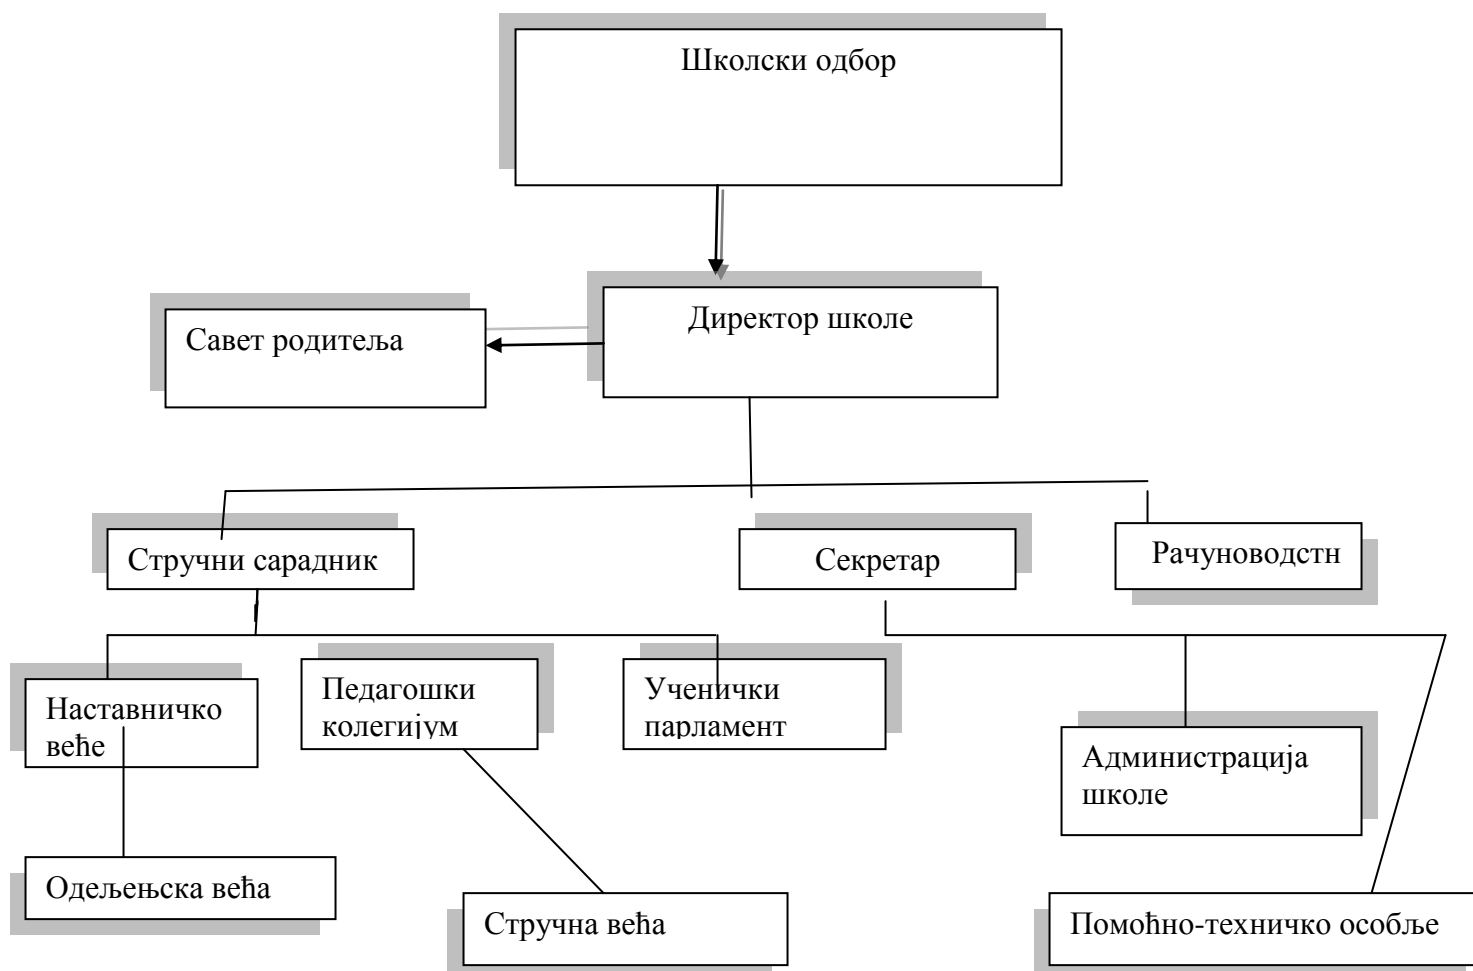 Школски одбор
Директор школе
Савет родитеља
Стручни сарадник
Секретар
Рачуноводстн
Наставничко
веће
Педагошки
колегијум
Ученички
парламент
Администрација
школе
Одељењска већа
Стручна већа
Помоћно-техничко особље